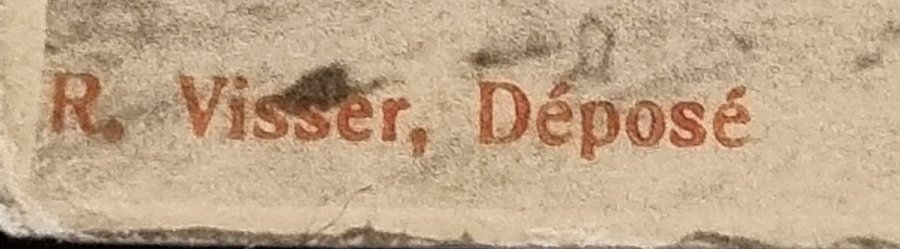 R. Visser, Déposé